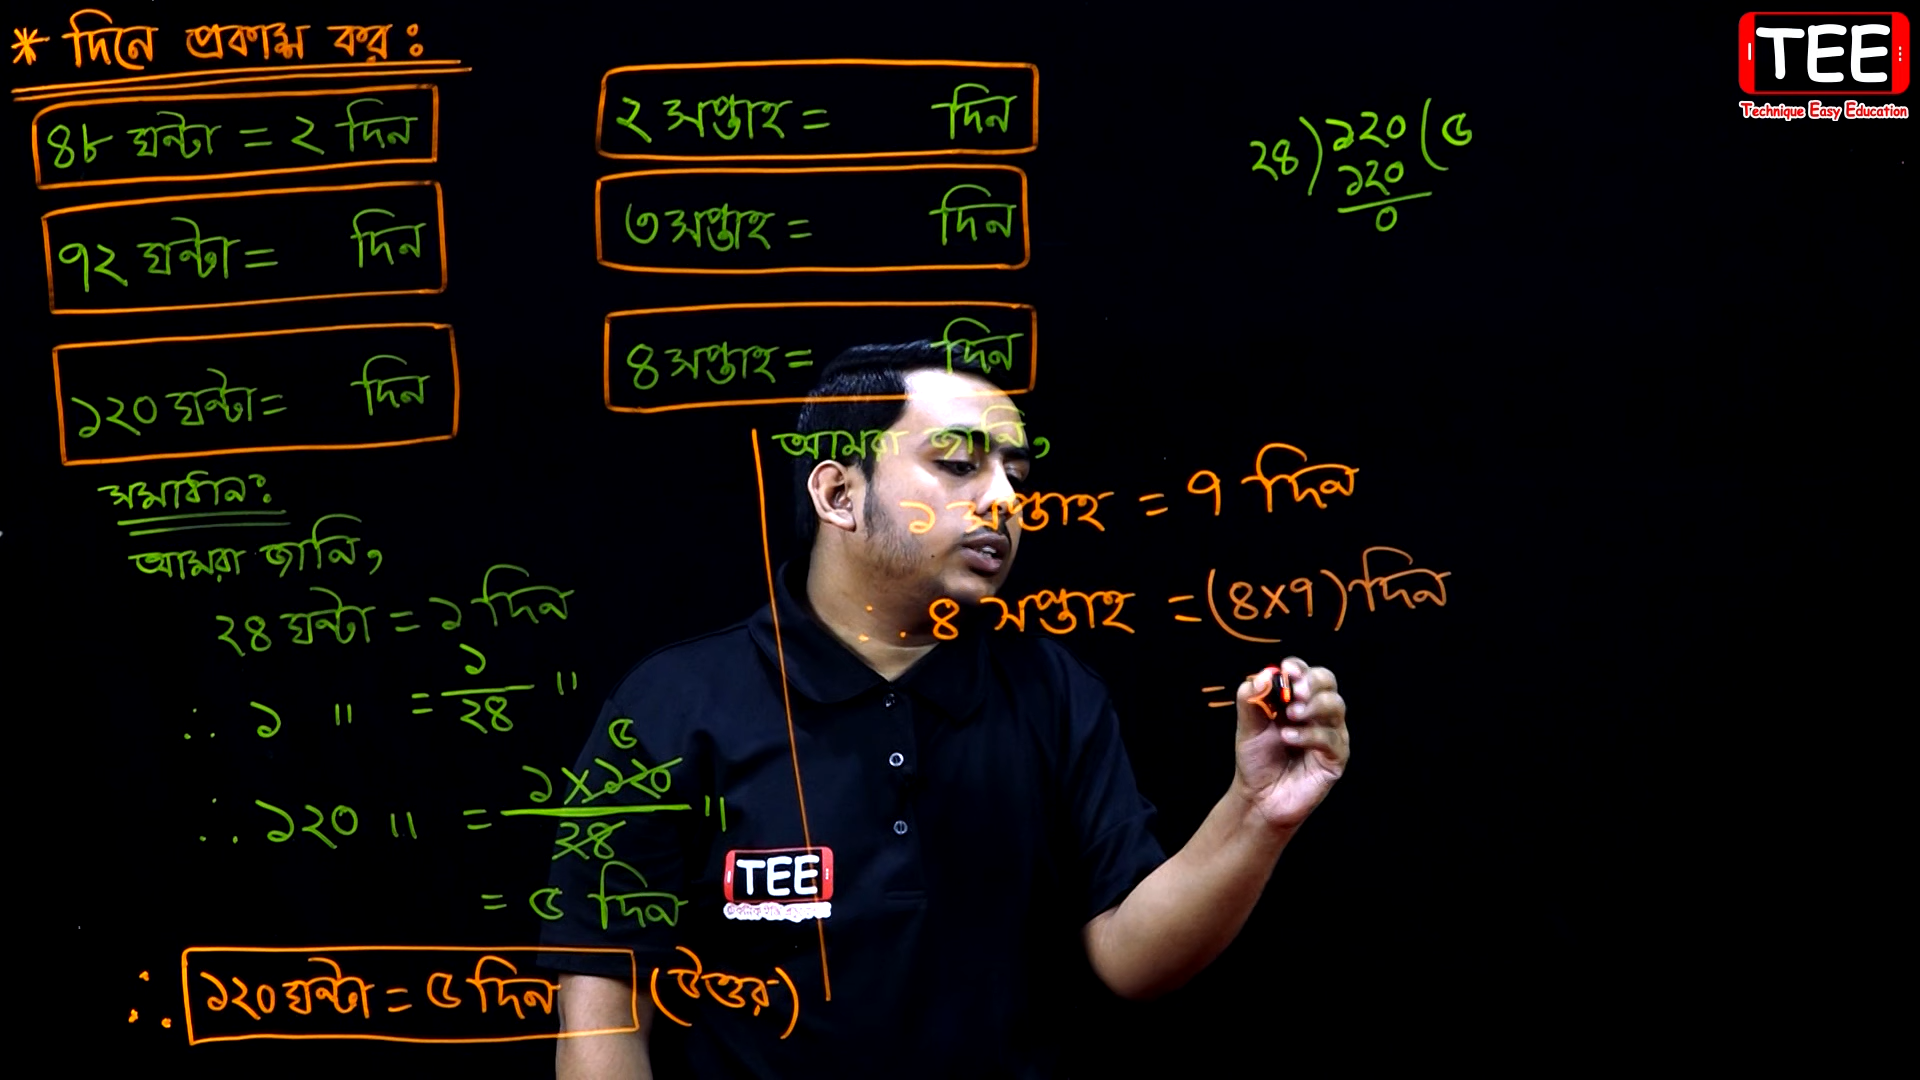 * দিনে প্রকাশ কর:
৪৮ ঘন্টা = ২ দিন
৭২ ঘন্টা = দিন
১২০ ঘন্টা = দিন
২ সপ্তাহ = দিন
৩ সপ্তাহ = দিন
৪ সপ্তাহ = দিন
২৪ ) ১২০ ( ৫
১২০
০
সমাধান:
আমরা জানি,
২৪ ঘন্টা = ১ দিন
∴ ১ " = ১/২৪ "
৫
∴ ১২০ " = ১ × ১২০/২৪ "
= ৫ দিন
∴ ১২০ ঘন্টা = ৫ দিন (উত্তর)
আমরা জানি,
১ সপ্তাহ = ৭ দিন
∴ ৪ সপ্তাহ = (৪×৭) দিন
= ২
TEE
Technique Easy Education
TEE